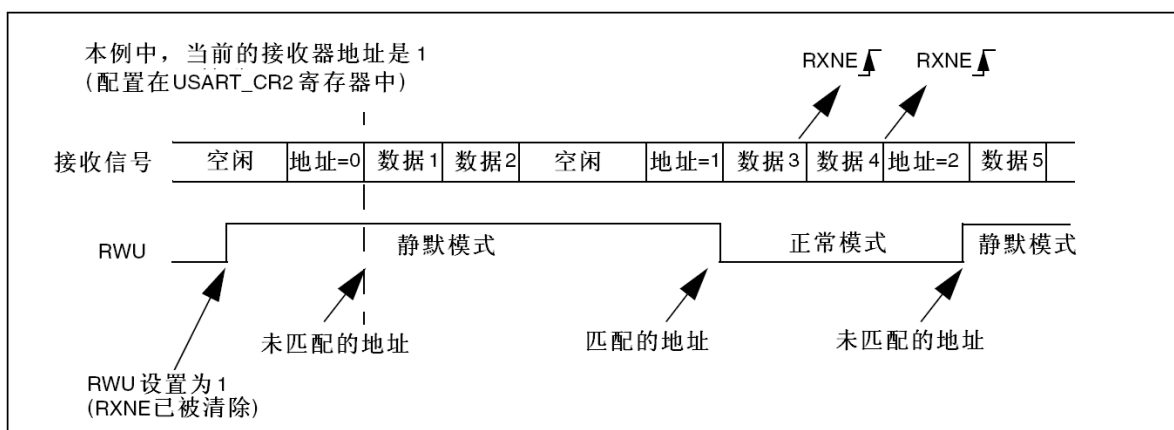 本例中，当前的接收器地址是 1
(配置在USART_CR2 寄存器中)
RXNE
RXNE
接收信号
空闲
地址=0
数据1
数据2
空闲
地址=1
数据3
数据4
地址=2
数据5
RWU
静默模式
正常模式
静默模式
未匹配的地址
匹配的地址
未匹配的地址
RWU 设置为1
(RXNE已被清除)